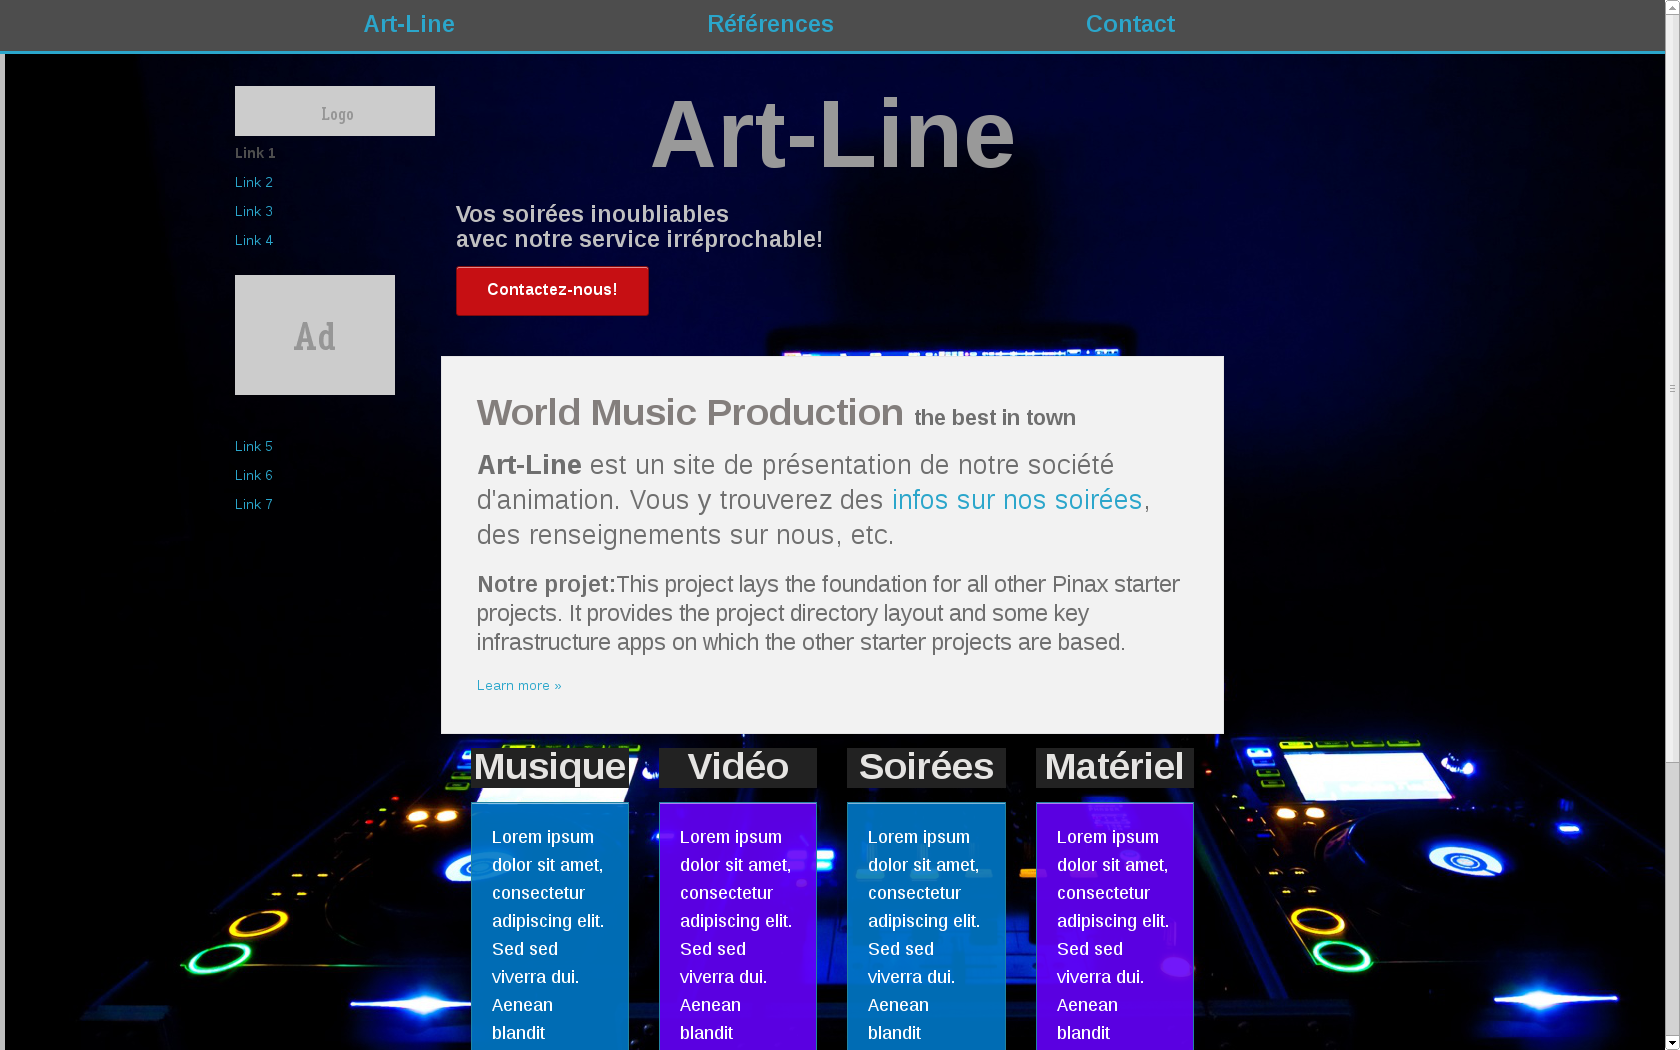 Art-Line
Références
Contact
Logo
Link 1
Link 2
Link 3
Link 4
Ad
Link 5
Link 6
Link 7
Art-Line
Vos soirées inoubliables
avec notre service irréprochable!
Contactez-nous!
World Music Production the best in town
Art-Line est un site de présentation de notre société
d'animation. Vous y trouverez des infos sur nos soirées,
des renseignements sur nous, etc.
Notre projet:This project lays the foundation for all other Pinax starter
projects. It provides the project directory layout and some key
infrastructure apps on which the other starter projects are based.
Learn more »
Musique
Lorem ipsum
dolor sit amet,
consectetur
adipiscing elit.
Sed sed
viverra dui.
Aenean
blandit
Vidéo
Lorem ipsum
dolor sit amet,
consectetur
adipiscing elit.
Sed sed
viverra dui.
Aenean
blandit
Soirées
Lorem ipsum
dolor sit amet,
consectetur
adipiscing elit.
Sed sed
viverra dui.
Aenean
blandit
Matériel
Lorem ipsum
dolor sit amet,
consectetur
adipiscing elit.
Sed sed
viverra dui.
Aenean
blandit